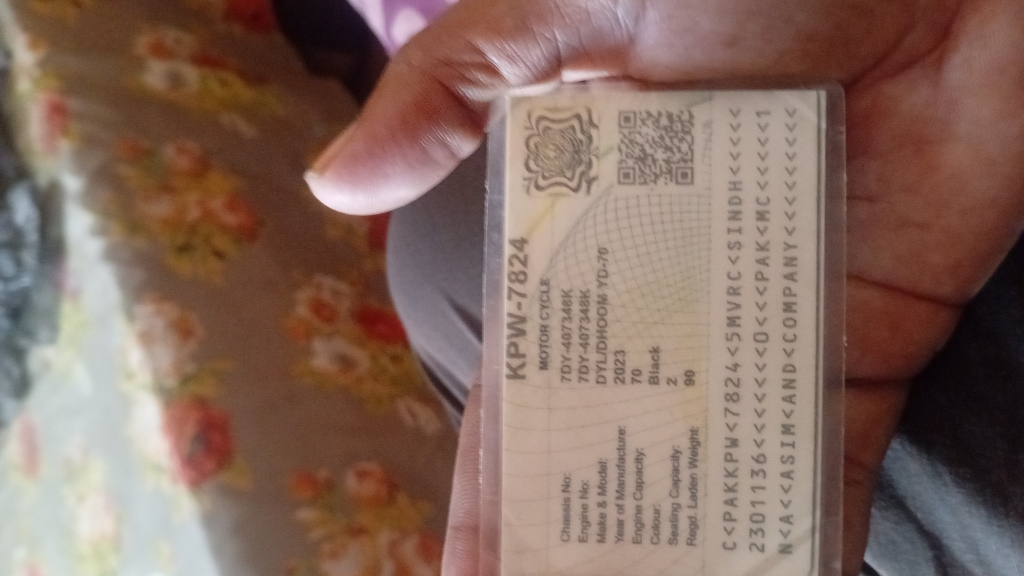 KPW-7824
MOTOR CYCLE
Chassis No: 7DY-407348K
Engine No: 7DY-407348K
Make & Model: DYL/DHOOM YD-70
Year of Manufacture: 2023
Engine Capacity: 70
Colour: Black
Seating Capacity: 2
Regd. Laden Weight 90
C<PAKKPW<7824<5MVRC<SINDH<<<<<
2301136<<<<<<O<<<PAK<MC<<<<<<1
N<A<<ASIM<AND<COMPANY<<<<<<<<<